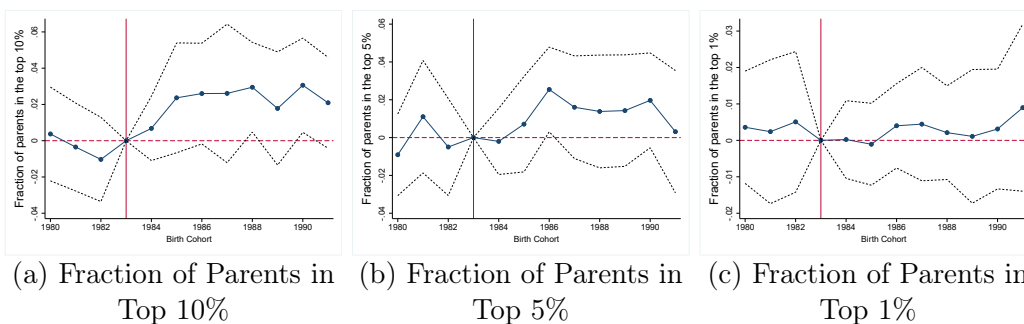 Fraction of parents in the top 10%
.06
.04
.02
0
-.02
-.04
1980 1982 1984 1986 1988 1990
Birth Cohort
(a) Fraction of Parents in
Top 10%
Fraction of parents in the top 5%
.06
.04
.02
0
-.02
-.04
1980 1982 1984 1986 1988 1990
Birth Cohort
(b) Fraction of Parents in
Top 5%
Fraction of parents in the top 1%
.03
.02
.01
0
-.01
-.02
1980 1982 1984 1986 1988 1990
Birth Cohort
(c) Fraction of Parents in
Top 1%